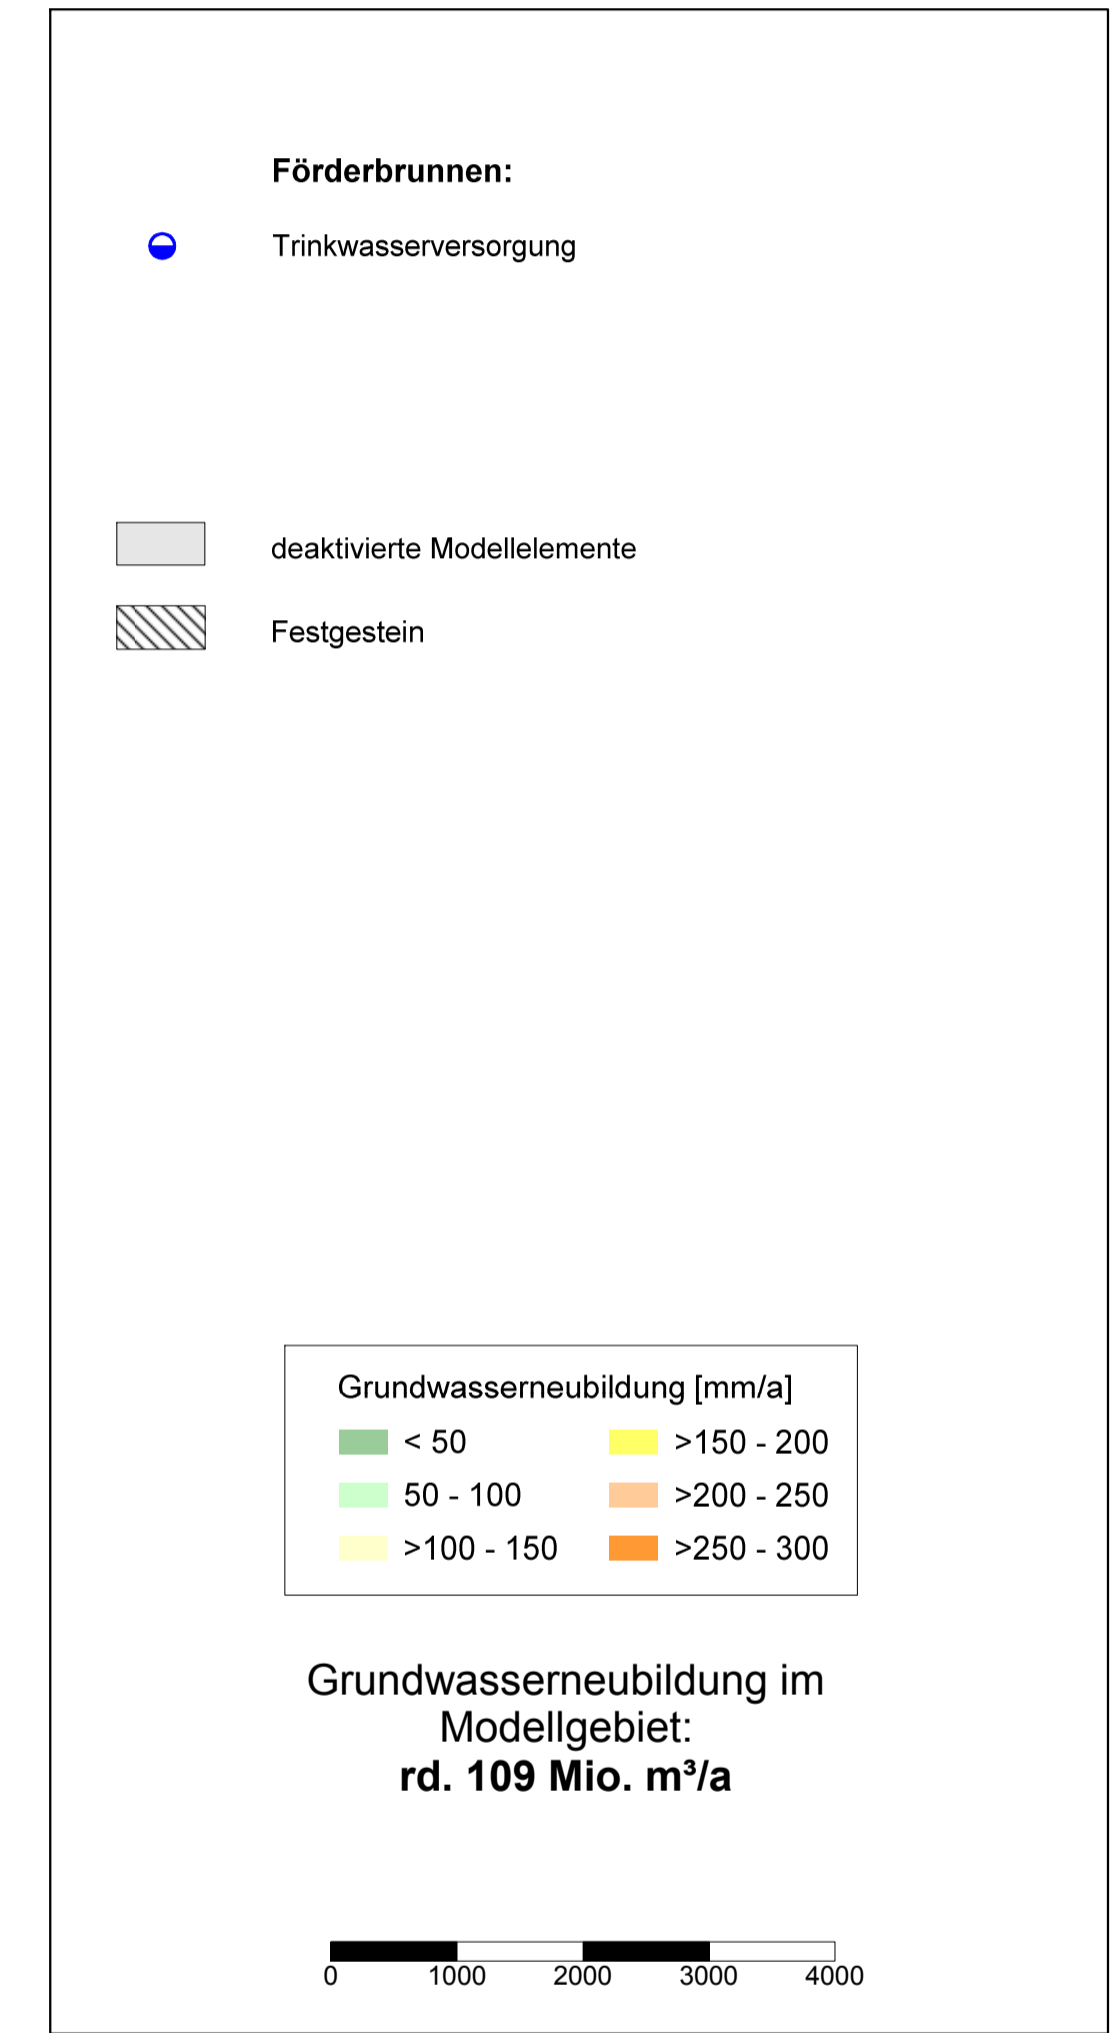 Förderbrunnen:
Trinkwasserversorgung
deaktivierte Modellelemente
Festgestein
Grundwasserneubildung [mm/a]
< 50
>150 - 200
50 - 100
>200 - 250
>100 - 150
>250 - 300
Grundwasserneubildung im
Modellgebiet:
rd. 109 Mio. m³/a
0 1000 2000 3000 4000